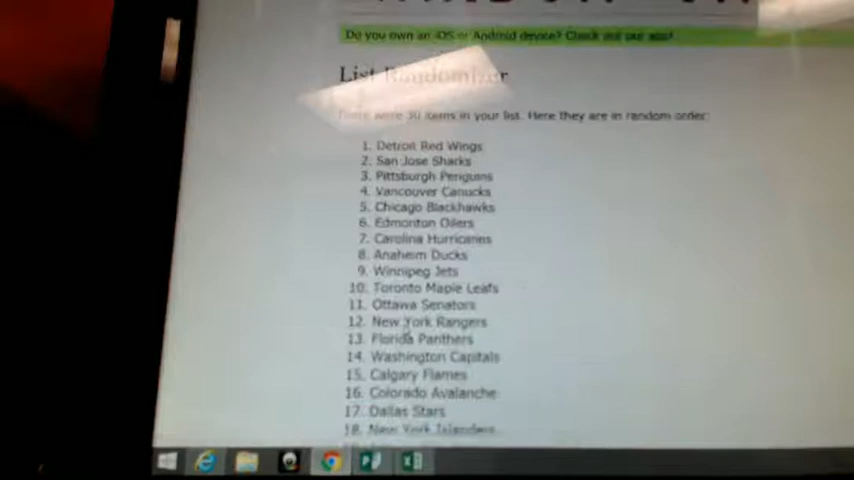 Do you own an iOS or Android device? Check out our app!
List Randomizer
There were 30 items in your list. Here they are in random order:
1. Detroit Red Wings
2. San Jose Sharks
3. Pittsburgh Penguins
4. Vancouver Canucks
5. Chicago Blackhawks
6. Edmonton Oilers
7. Carolina Hurricanes
8. Anaheim Ducks
9. Winnipeg Jets
10. Toronto Maple Leafs
11. Ottawa Senators
12. New York Rangers
13. Florida Panthers
14. Washington Capitals
15. Calgary Flames
16. Colorado Avalanche
17. Dallas Stars
18. New York Islanders